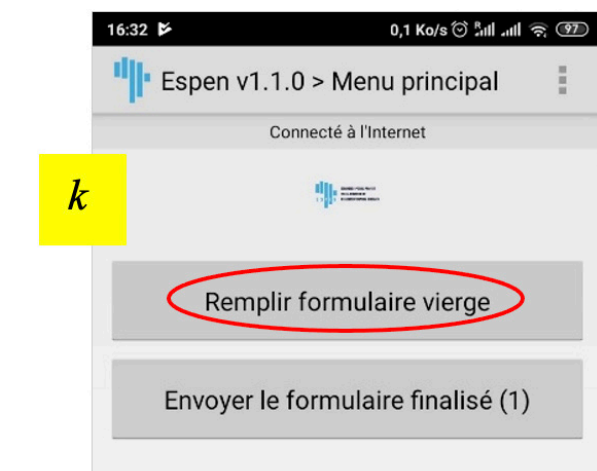 16:32 0,1 Ko/s R 97
Espen v1.1.0 > Menu principal
Connecté à l'Internet
k
Remplir formulaire vierge
Envoyer le formulaire finalisé (1)